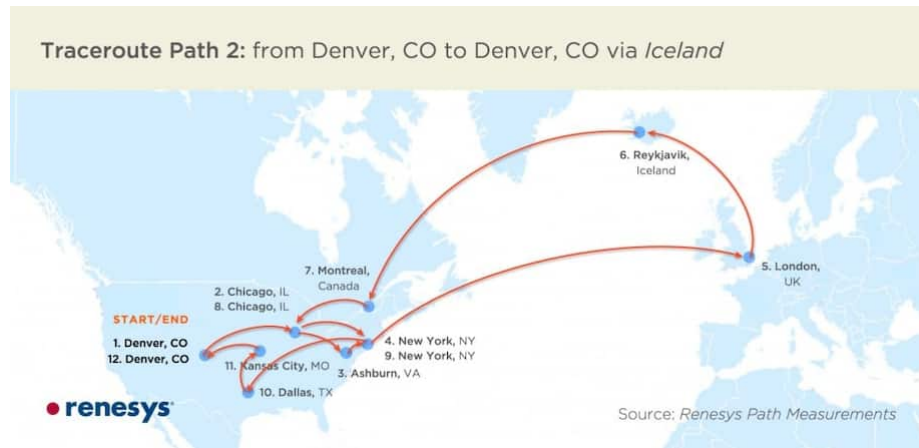 Traceroute Path 2: from Denver, CO to Denver, CO via Iceland
6. Reykjavik,
Iceland
5. London,
UK
7. Montreal,
Canada
2. Chicago, IL
8. Chicago, IL
START/END
1. Denver, CO
12. Denver, CO
4. New York, NY
9. New York, NY
11. Kansas City, MO
3. Ashburn, VA
10. Dallas, TX
renesys
Source: Renesys Path Measurements